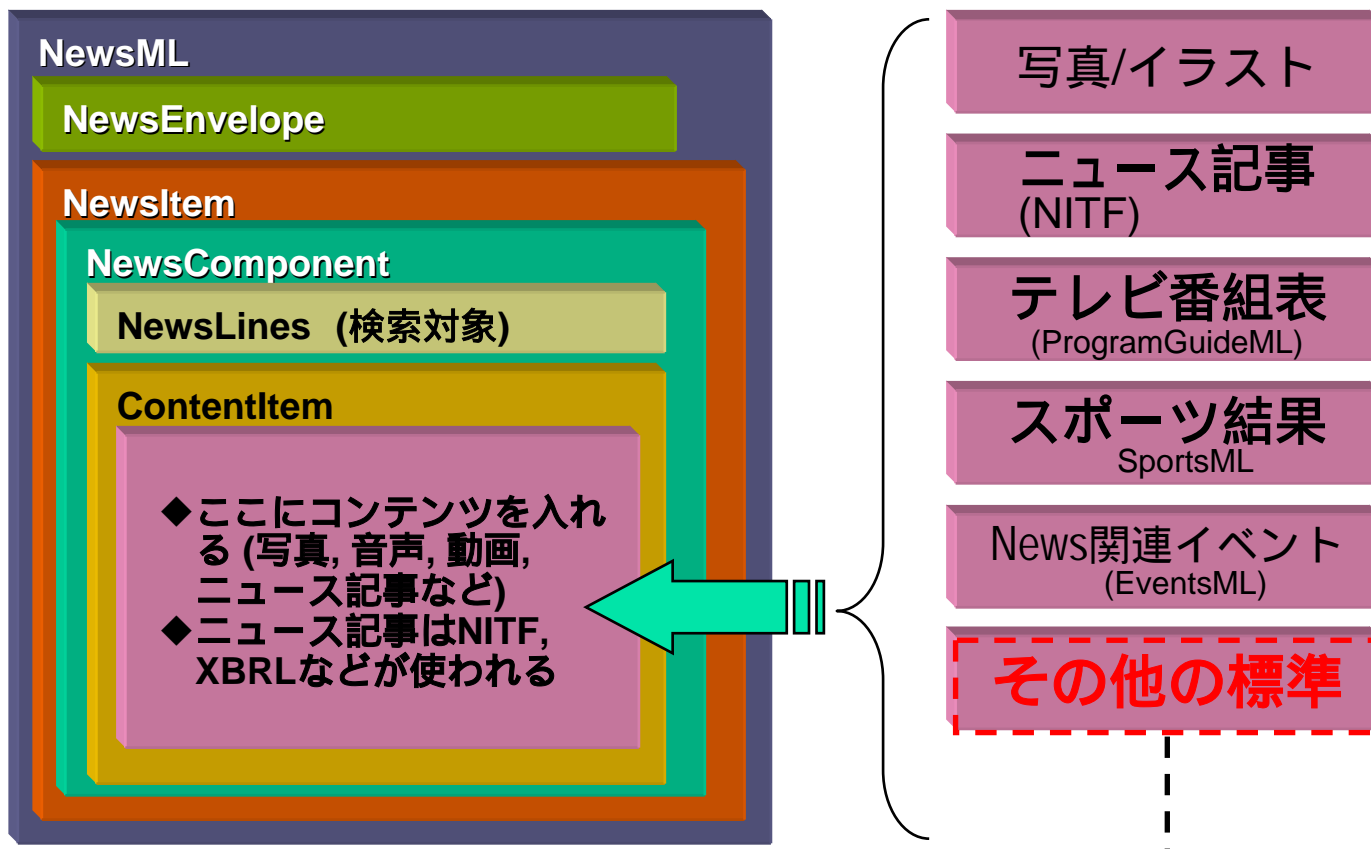 NewsML
NewsEnvelope
NewsItem
NewsComponent
NewsLines (検索対象)
ContentItem
◆ここにコンテンツを入れ
る (写真, 音声, 動画,
ニュース記事など)
◆ニュース記事はNITF,
XBRLなどが使われる
写真/イラスト
ニュース記事
(NITF)
テレビ番組表
(ProgramGuideML)
スポーツ結果
SportsML
News関連イベント
(EventsML)
その他の標準